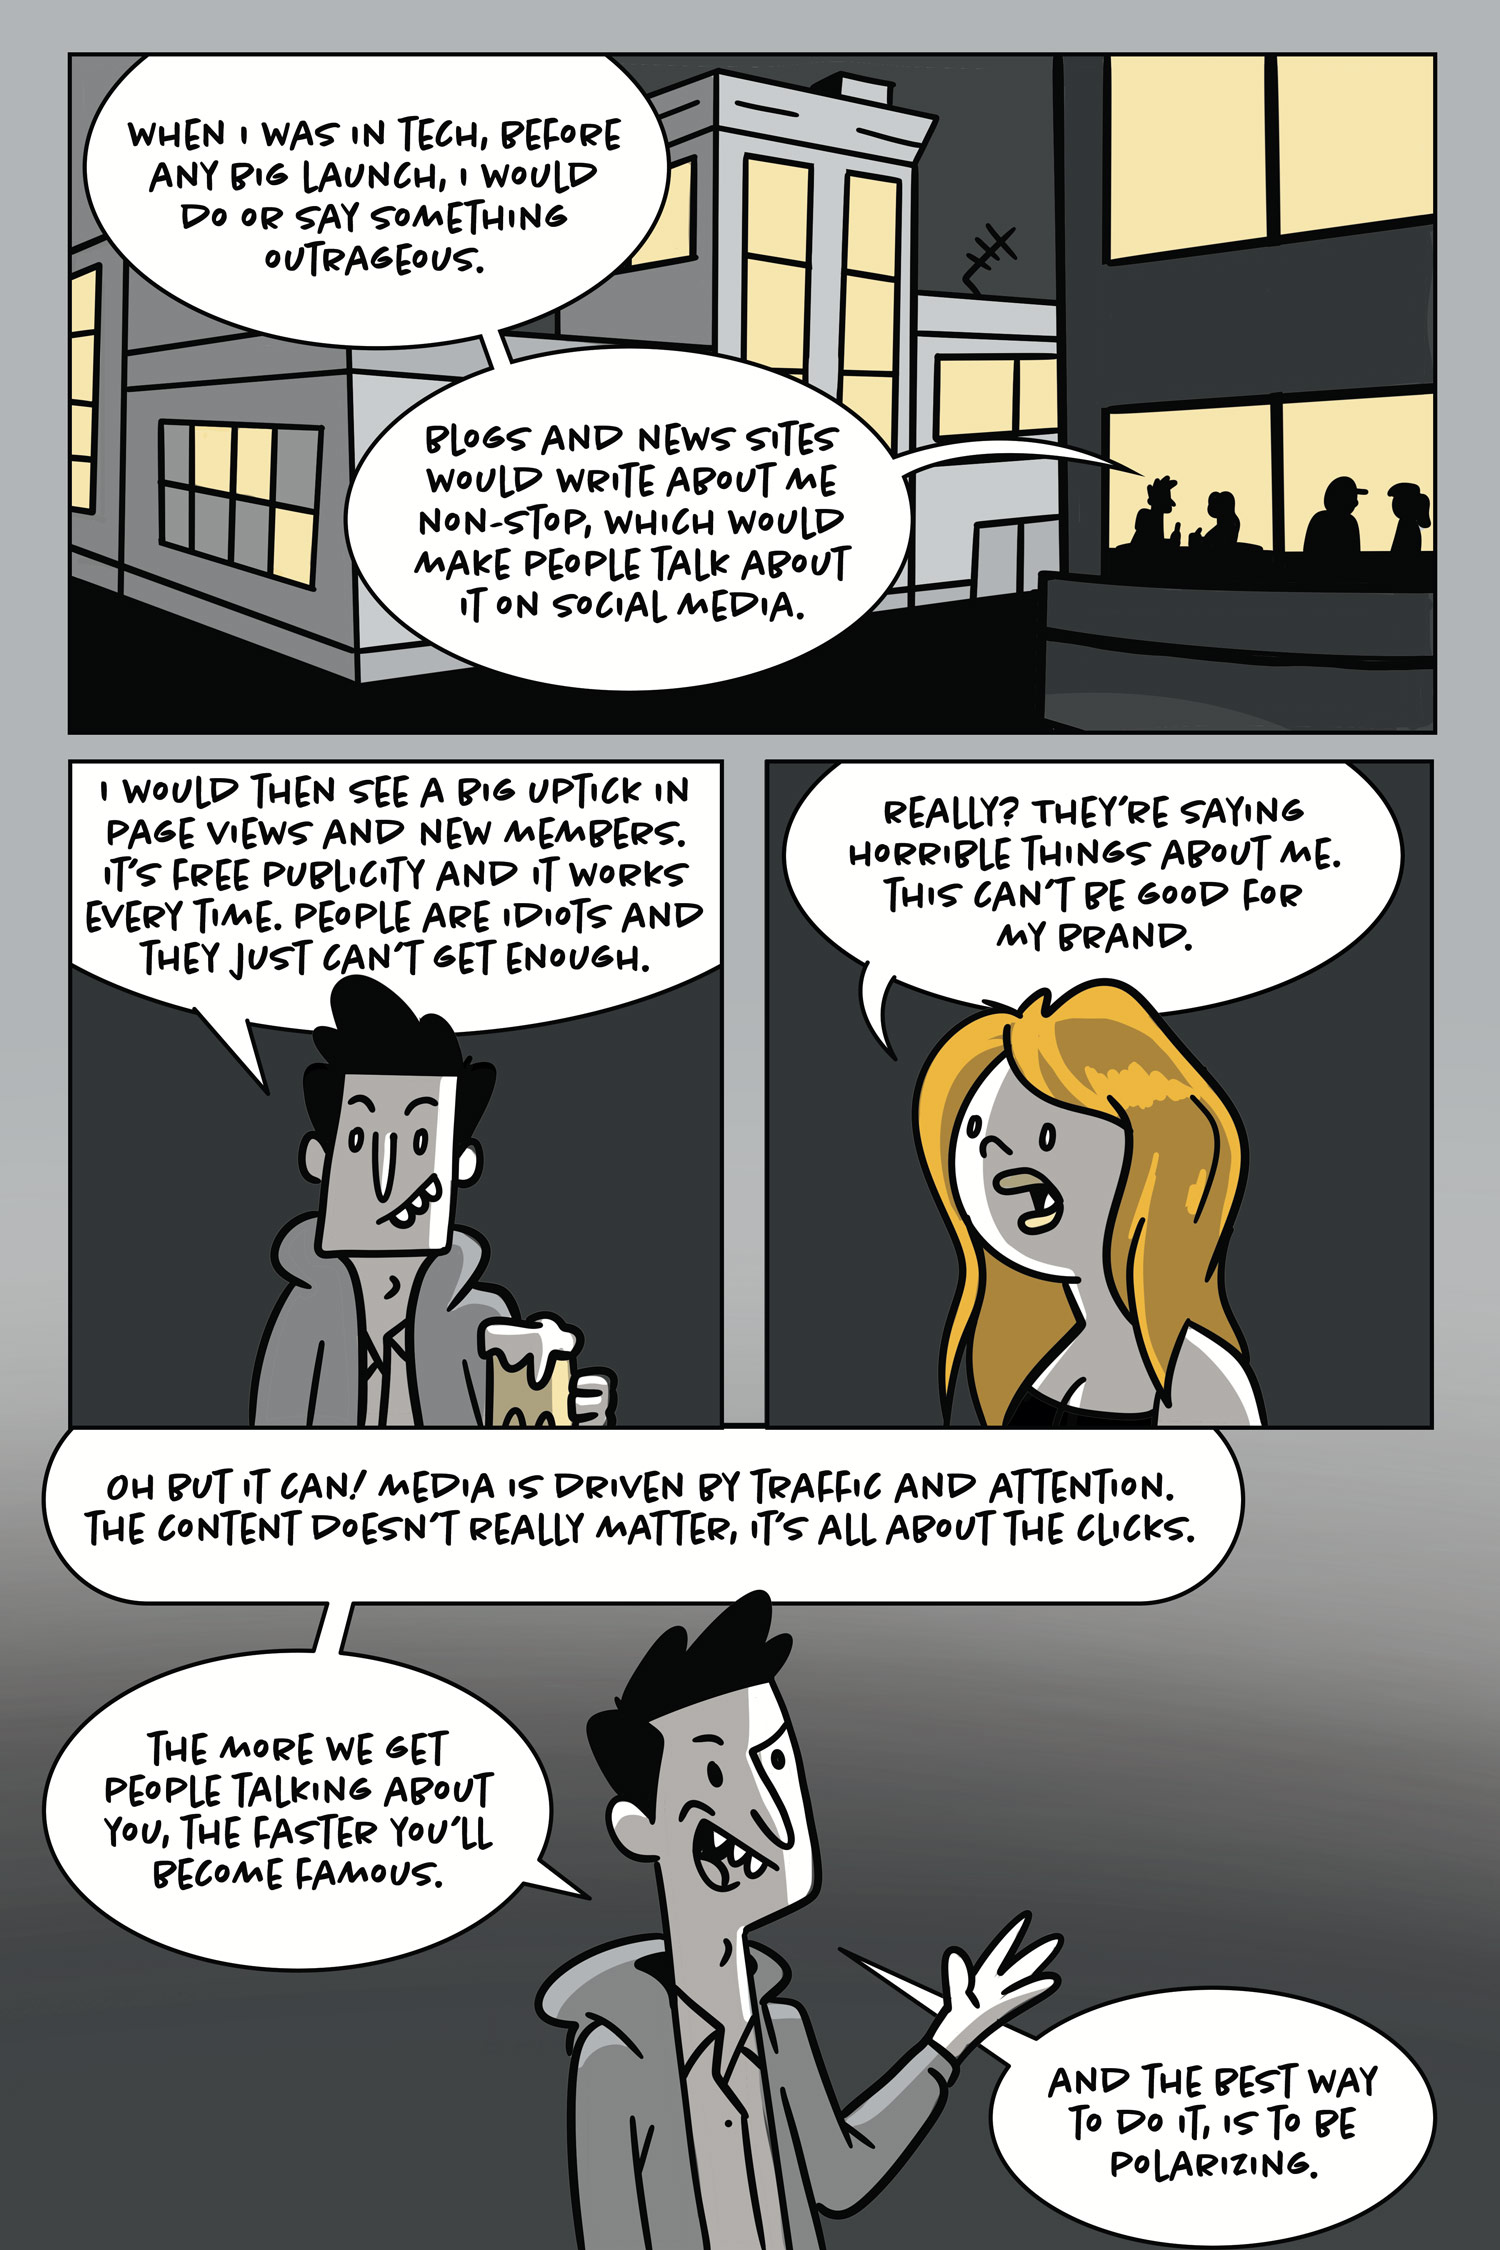 WHEN I WAS IN TECH, BEFORE
ANY BIG LAUNCH, I WOULD
DO OR SAY SOMETHING
OUTRAGEOUS.
BLOGS AND NEWS SITES
WOULD WRITE ABOUT ME
NON-STOP, WHICH WOULD
MAKE PEOPLE TALK ABOUT
IT ON SOCIAL MEDIA.
I WOULD THEN SEE A BIG UPTICK IN
PAGE VIEWS AND NEW MEMBERS.
IT'S FREE PUBLICITY AND IT WORKS
EVERY TIME. PEOPLE ARE IDIOTS AND
THEY JUST CAN'T GET ENOUGH.
REALLY? THEY'RE SAYING
HORRIBLE THINGS ABOUT ME.
THIS CAN'T BE GOOD FOR
MY BRAND.
OH BUT IT CAN! MEDIA IS DRIVEN BY TRAFFIC AND ATTENTION.
THE CONTENT DOESN'T REALLY MATTER, IT'S ALL ABOUT THE CLICKS.
THE MORE WE GET
PEOPLE TALKING ABOUT
YOU, THE FASTER YOU'LL
BECOME FAMOUS.
AND THE BEST WAY
TO DO IT, IS TO BE
POLARIZING.